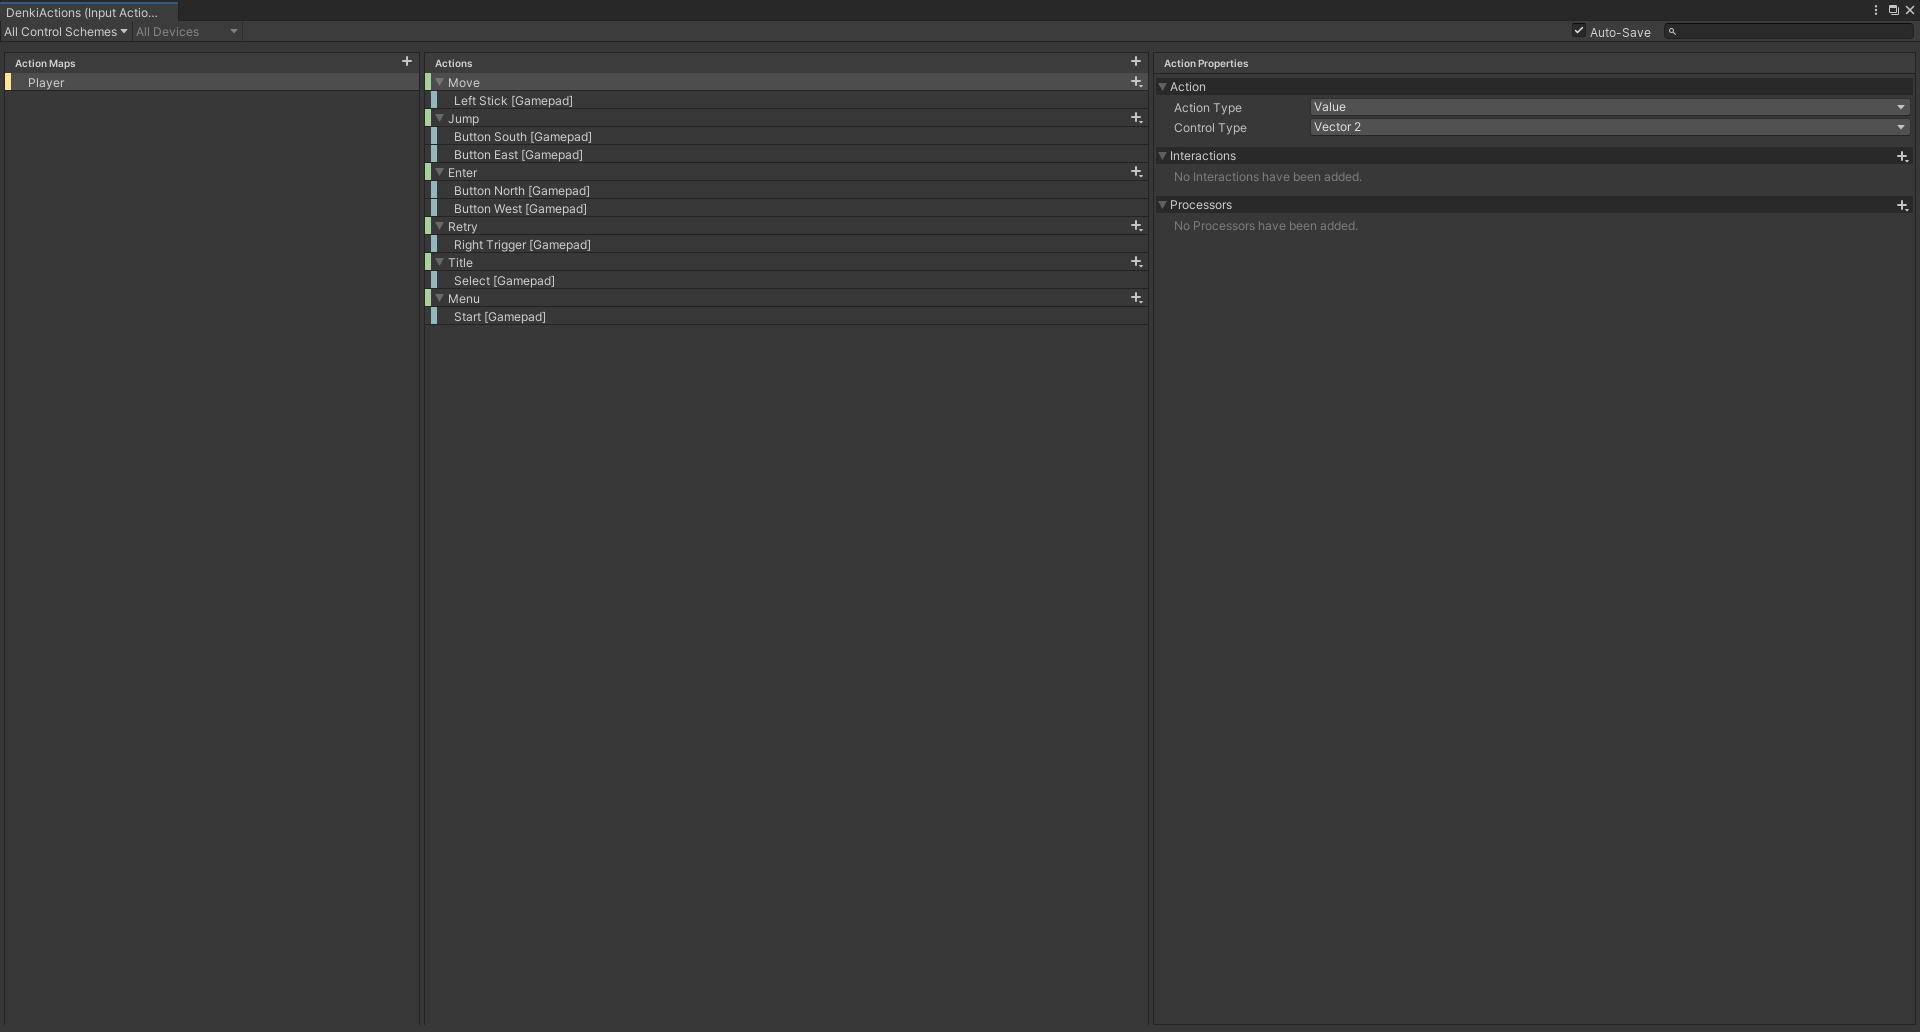 DenkiActions (Input Actio...
All Control Schemes
All Devices
Auto-Save
Action Maps
Player
Actions
Move
Left Stick [Gamepad]
Jump
Button South [Gamepad]
Button East [Gamepad]
Enter
Button North [Gamepad]
Button West [Gamepad]
Retry
Right Trigger [Gamepad]
Title
Select [Gamepad]
Menu
Start [Gamepad]
Action Properties
Action
Action Type Value
Control Type Vector 2
Interactions
No Interactions have been added.
Processors
No Processors have been added.